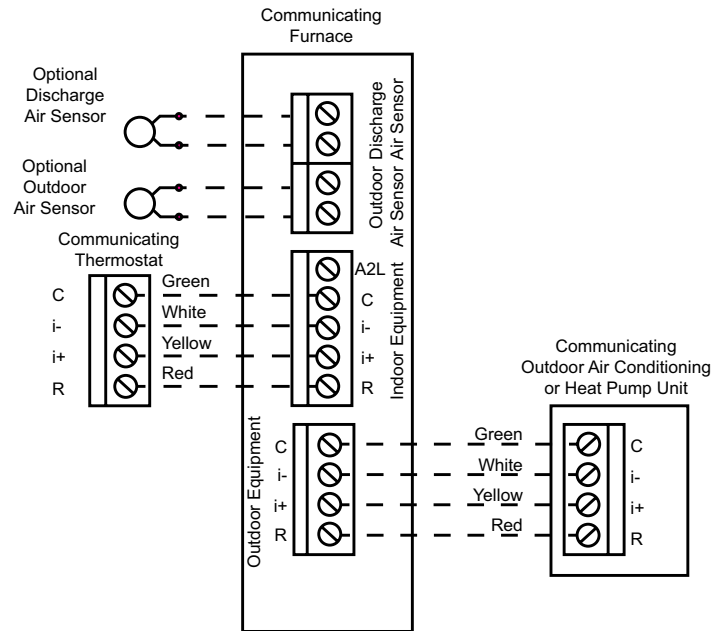 Communicating
Furnace
Optional
Discharge
Air Sensor
Optional
Outdoor
Air Sensor
Outdoor Discharge
Air Sensor Air Sensor
Communicating
Thermostat
C
i-
i+
R
Green
White
Yellow
Red
A2L
C
i-
i+
R
Indoor Equipment
Outdoor Equipment
C
i-
i+
R
Green
White
Yellow
Red
Communicating
Outdoor Air Conditioning
or Heat Pump Unit
C
i-
i+
R